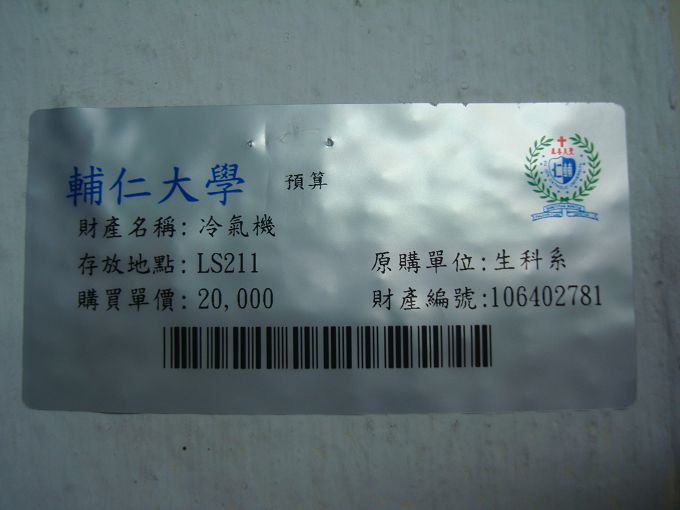 輔仁大學 預算
財產名稱: 冷氣機
存放地點: LS211 原購單位:生科系
購買單價: 20,000 財產編號:106402781